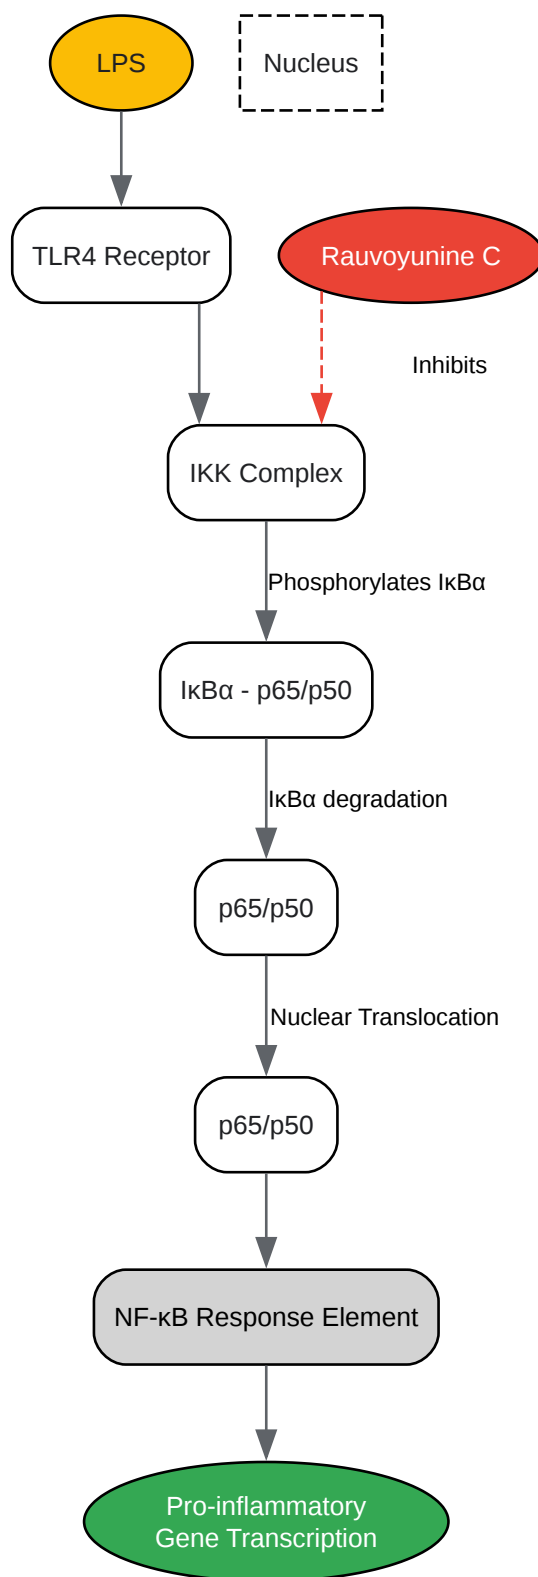 LPS
Nucleus
TLR4 Receptor
Rauvoyunine C
Inhibits
IKK Complex
Phosphorylates IκBα
IκBα - p65/p50
IκBα degradation
p65/p50
Nuclear Translocation
p65/p50
NF-κB Response Element
Pro-inflammatory
Gene Transcription